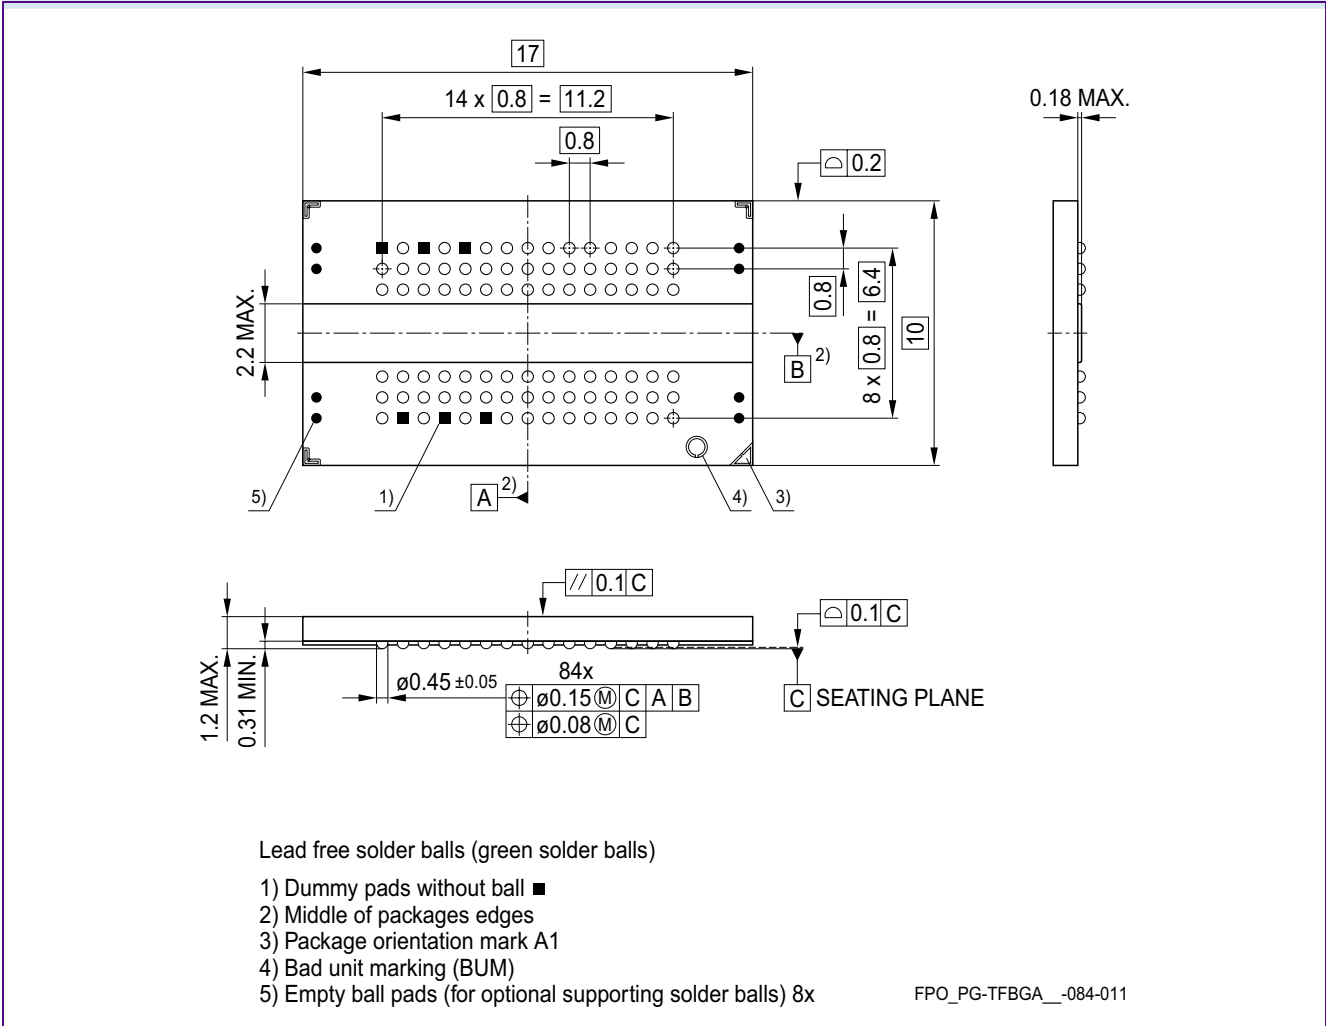 17
14 x 0.8 = 11.2
0.18 MAX.
0.8
0.2
2.2 MAX.
0.8
8 x 0.8 = 6.4
10
B 2)
5)
1)
A 2)
4)
3)
// 0.1 C
0.1 C
1.2 MAX.
0.31 MIN.
ø0.45 ±0.05
84x
ø0.15 Ⓜ C A B
ø0.08 Ⓜ C
C SEATING PLANE
Lead free solder balls (green solder balls)
1) Dummy pads without ball ■
2) Middle of packages edges
3) Package orientation mark A1
4) Bad unit marking (BUM)
5) Empty ball pads (for optional supporting solder balls) 8x
FPO_PG-TFBGA__-084-011